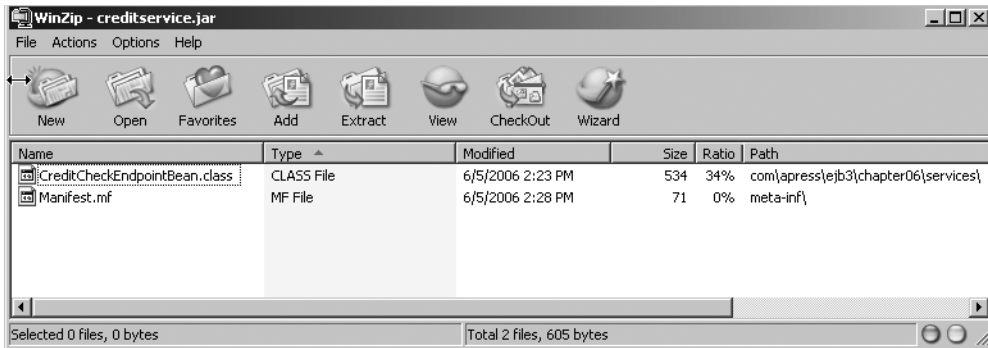 WinZip - creditservice.jar
File Actions Options Help
New Open Favorites Add Extract View CheckOut Wizard
Name Type Modified Size Ratio Path
CreditCheckEndpointBean.class CLASS File 6/5/2006 2:23 PM 534 34% com\apress\ejb3\chapter06\services\
Manifest.mf MF File 6/5/2006 2:28 PM 71 0% meta-inf\
Selected 0 files, 0 bytes Total 2 files, 605 bytes